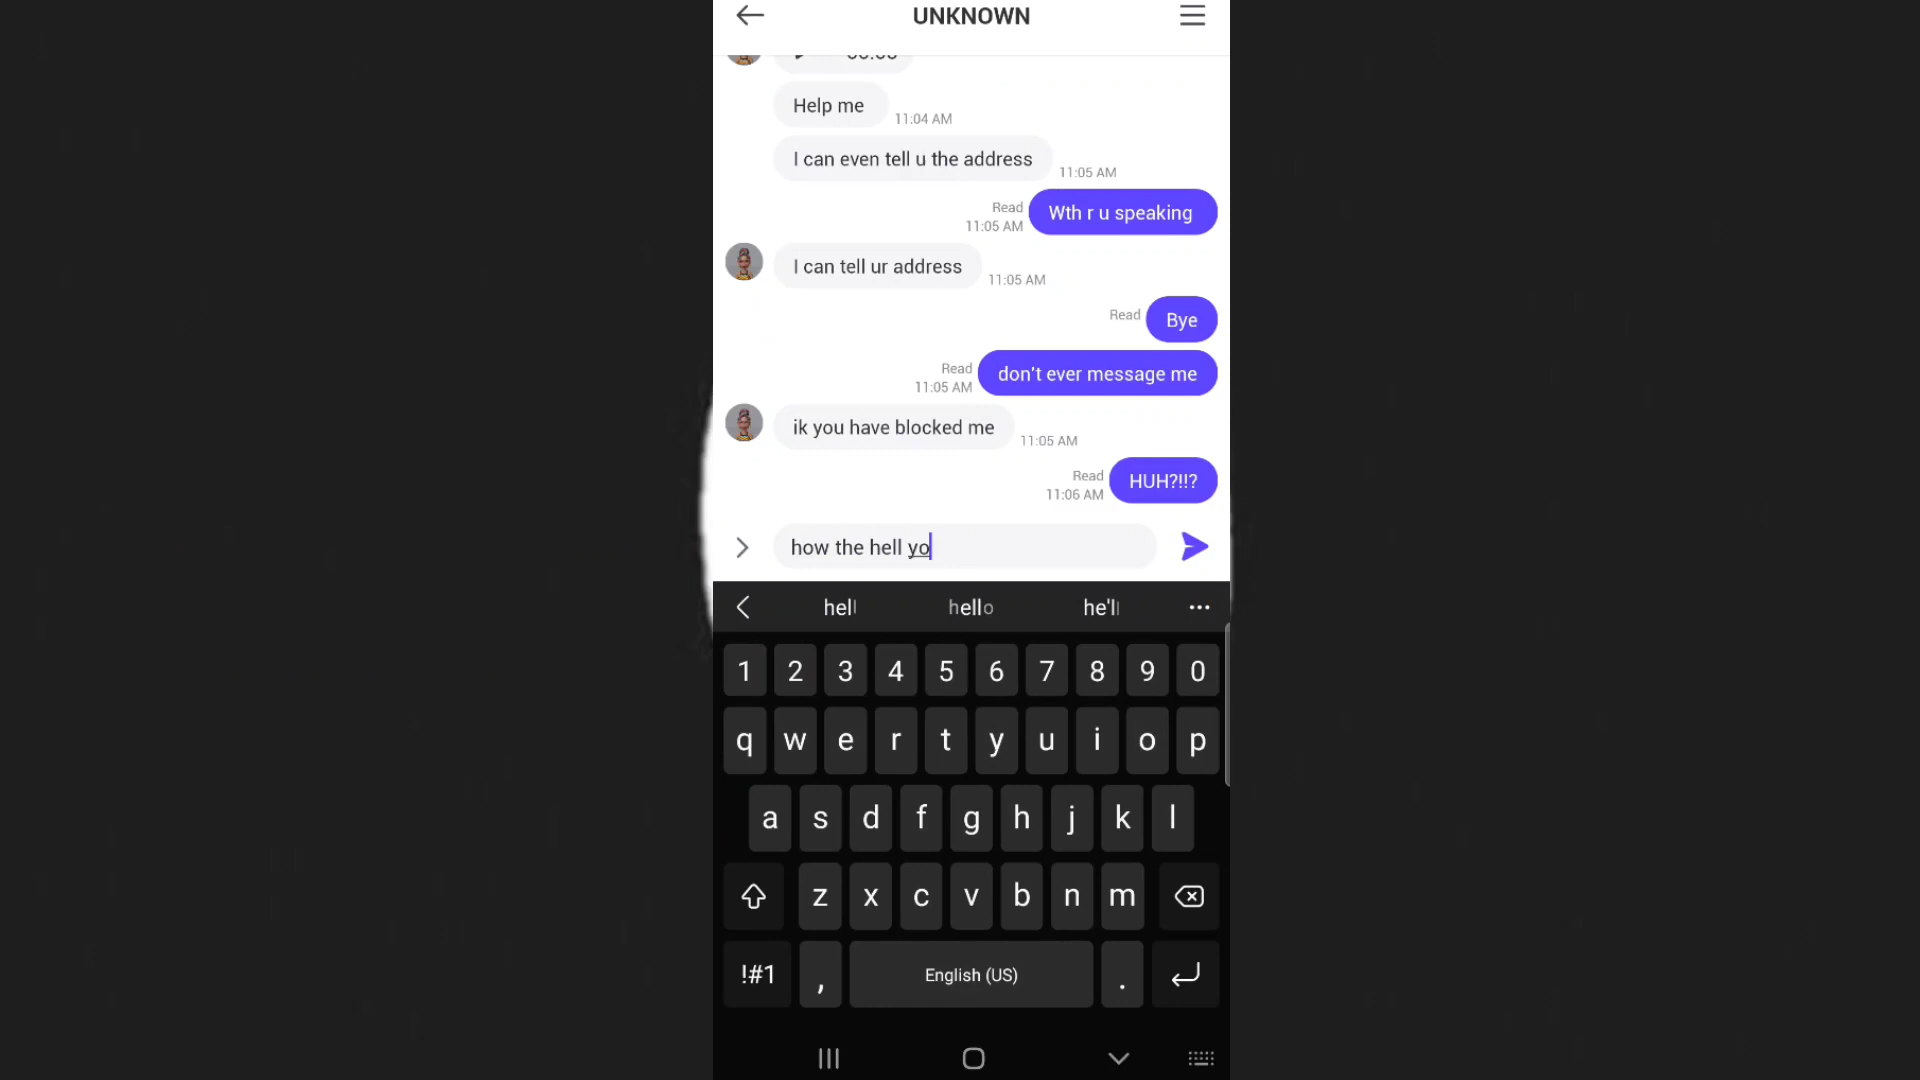 UNKNOWN
Help me
11:04 AM
I can even tell u the address
11:05 AM
Read
11:05 AM
Wth r u speaking
I can tell ur address
11:05 AM
Read
Bye
Read
11:05 AM
don't ever message me
ik you have blocked me
11:05 AM
Read
11:06 AM
HUH?!!?
how the hell yo
hell hello he'll
1 2 3 4 5 6 7 8 9 0
q w e r t y u i o p
a s d f g h j k l
z x c v b n m
!#1 , English (US) .